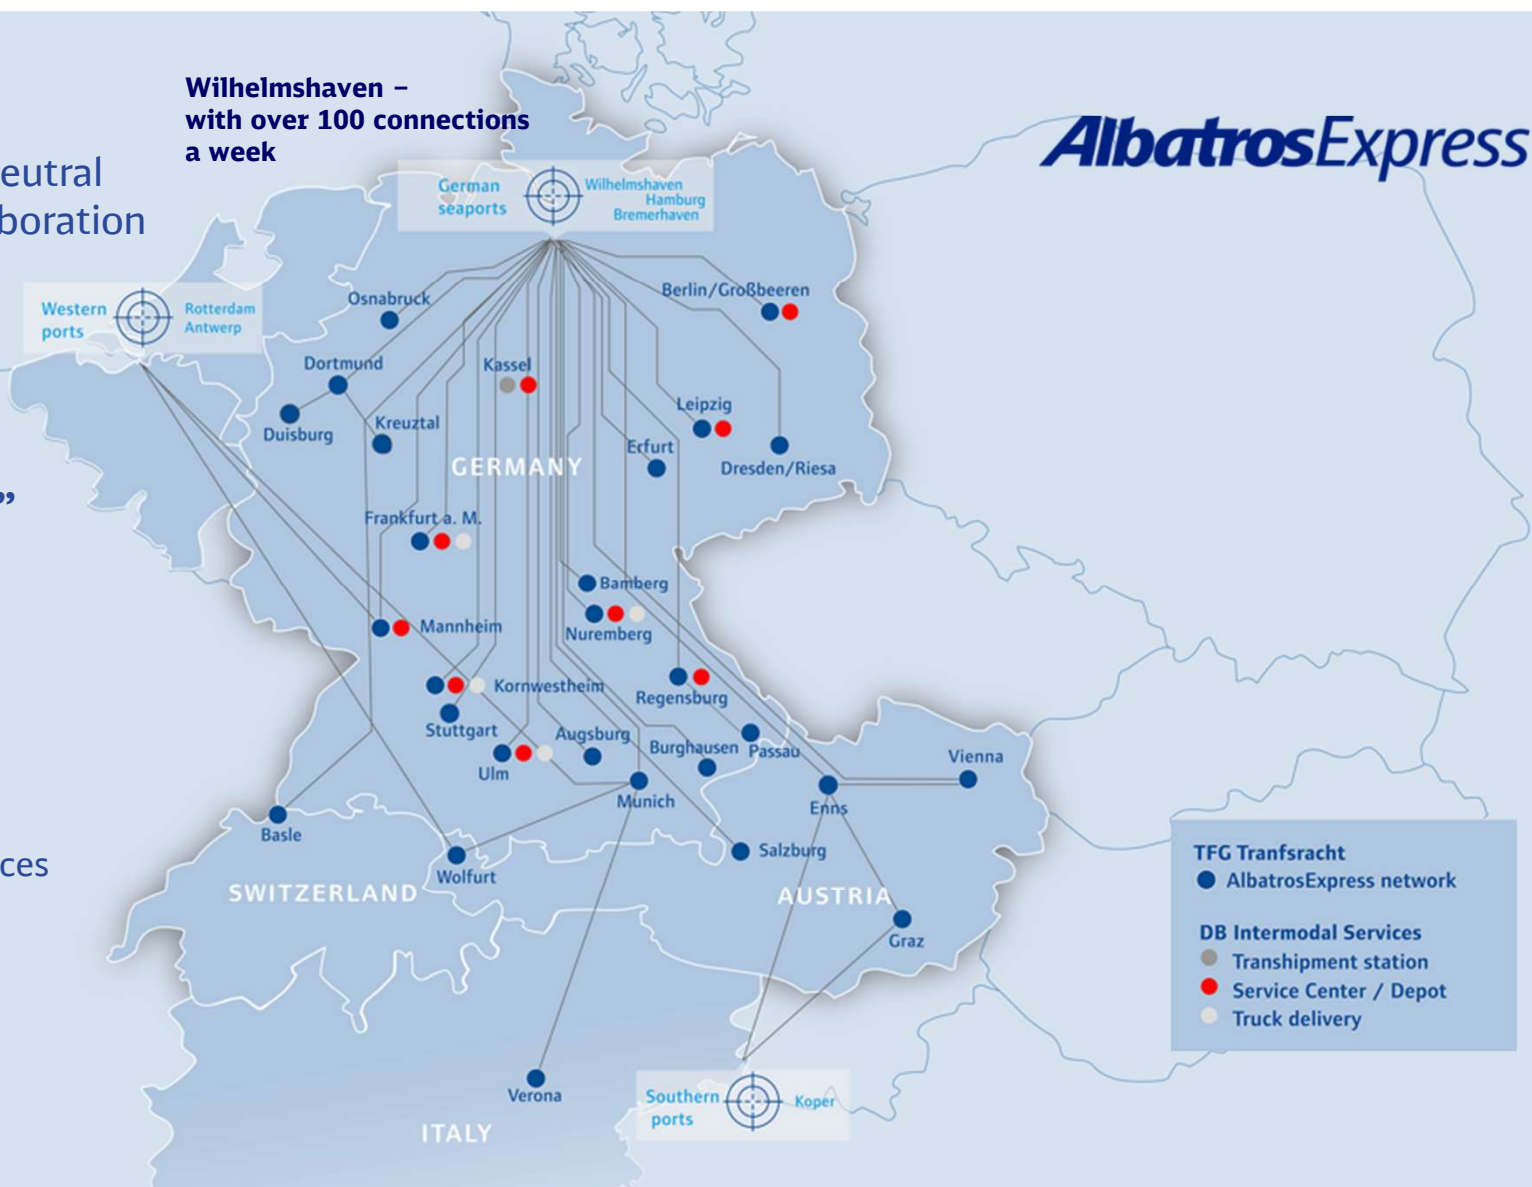 Wilhelmshaven –
with over 100 connections
a week
AlbatrosExpress
eutral
boration
”
ces
German
seaports
Wilhelmshaven
Hamburg
Bremerhaven
Western
ports
Rotterdam
Antwerp
Osnabruck
Berlin/Großbeeren
Dortmund
Kassel
Duisburg
Kreuztal
Leipzig
Erfurt
Dresden/Riesa
GERMANY
Frankfurt a. M.
Bamberg
Nuremberg
Mannheim
Kornwestheim
Regensburg
Stuttgart
Augsburg
Burghausen
Passau
Ulm
Munich
Vienna
Enns
Basle
Salzburg
Wolfurt
SWITZERLAND
AUSTRIA
Graz
Verona
ITALY
Southern
ports
Koper
TFG Tranfsracht
AlbatrosExpress network
DB Intermodal Services
Transhipment station
Service Center / Depot
Truck delivery